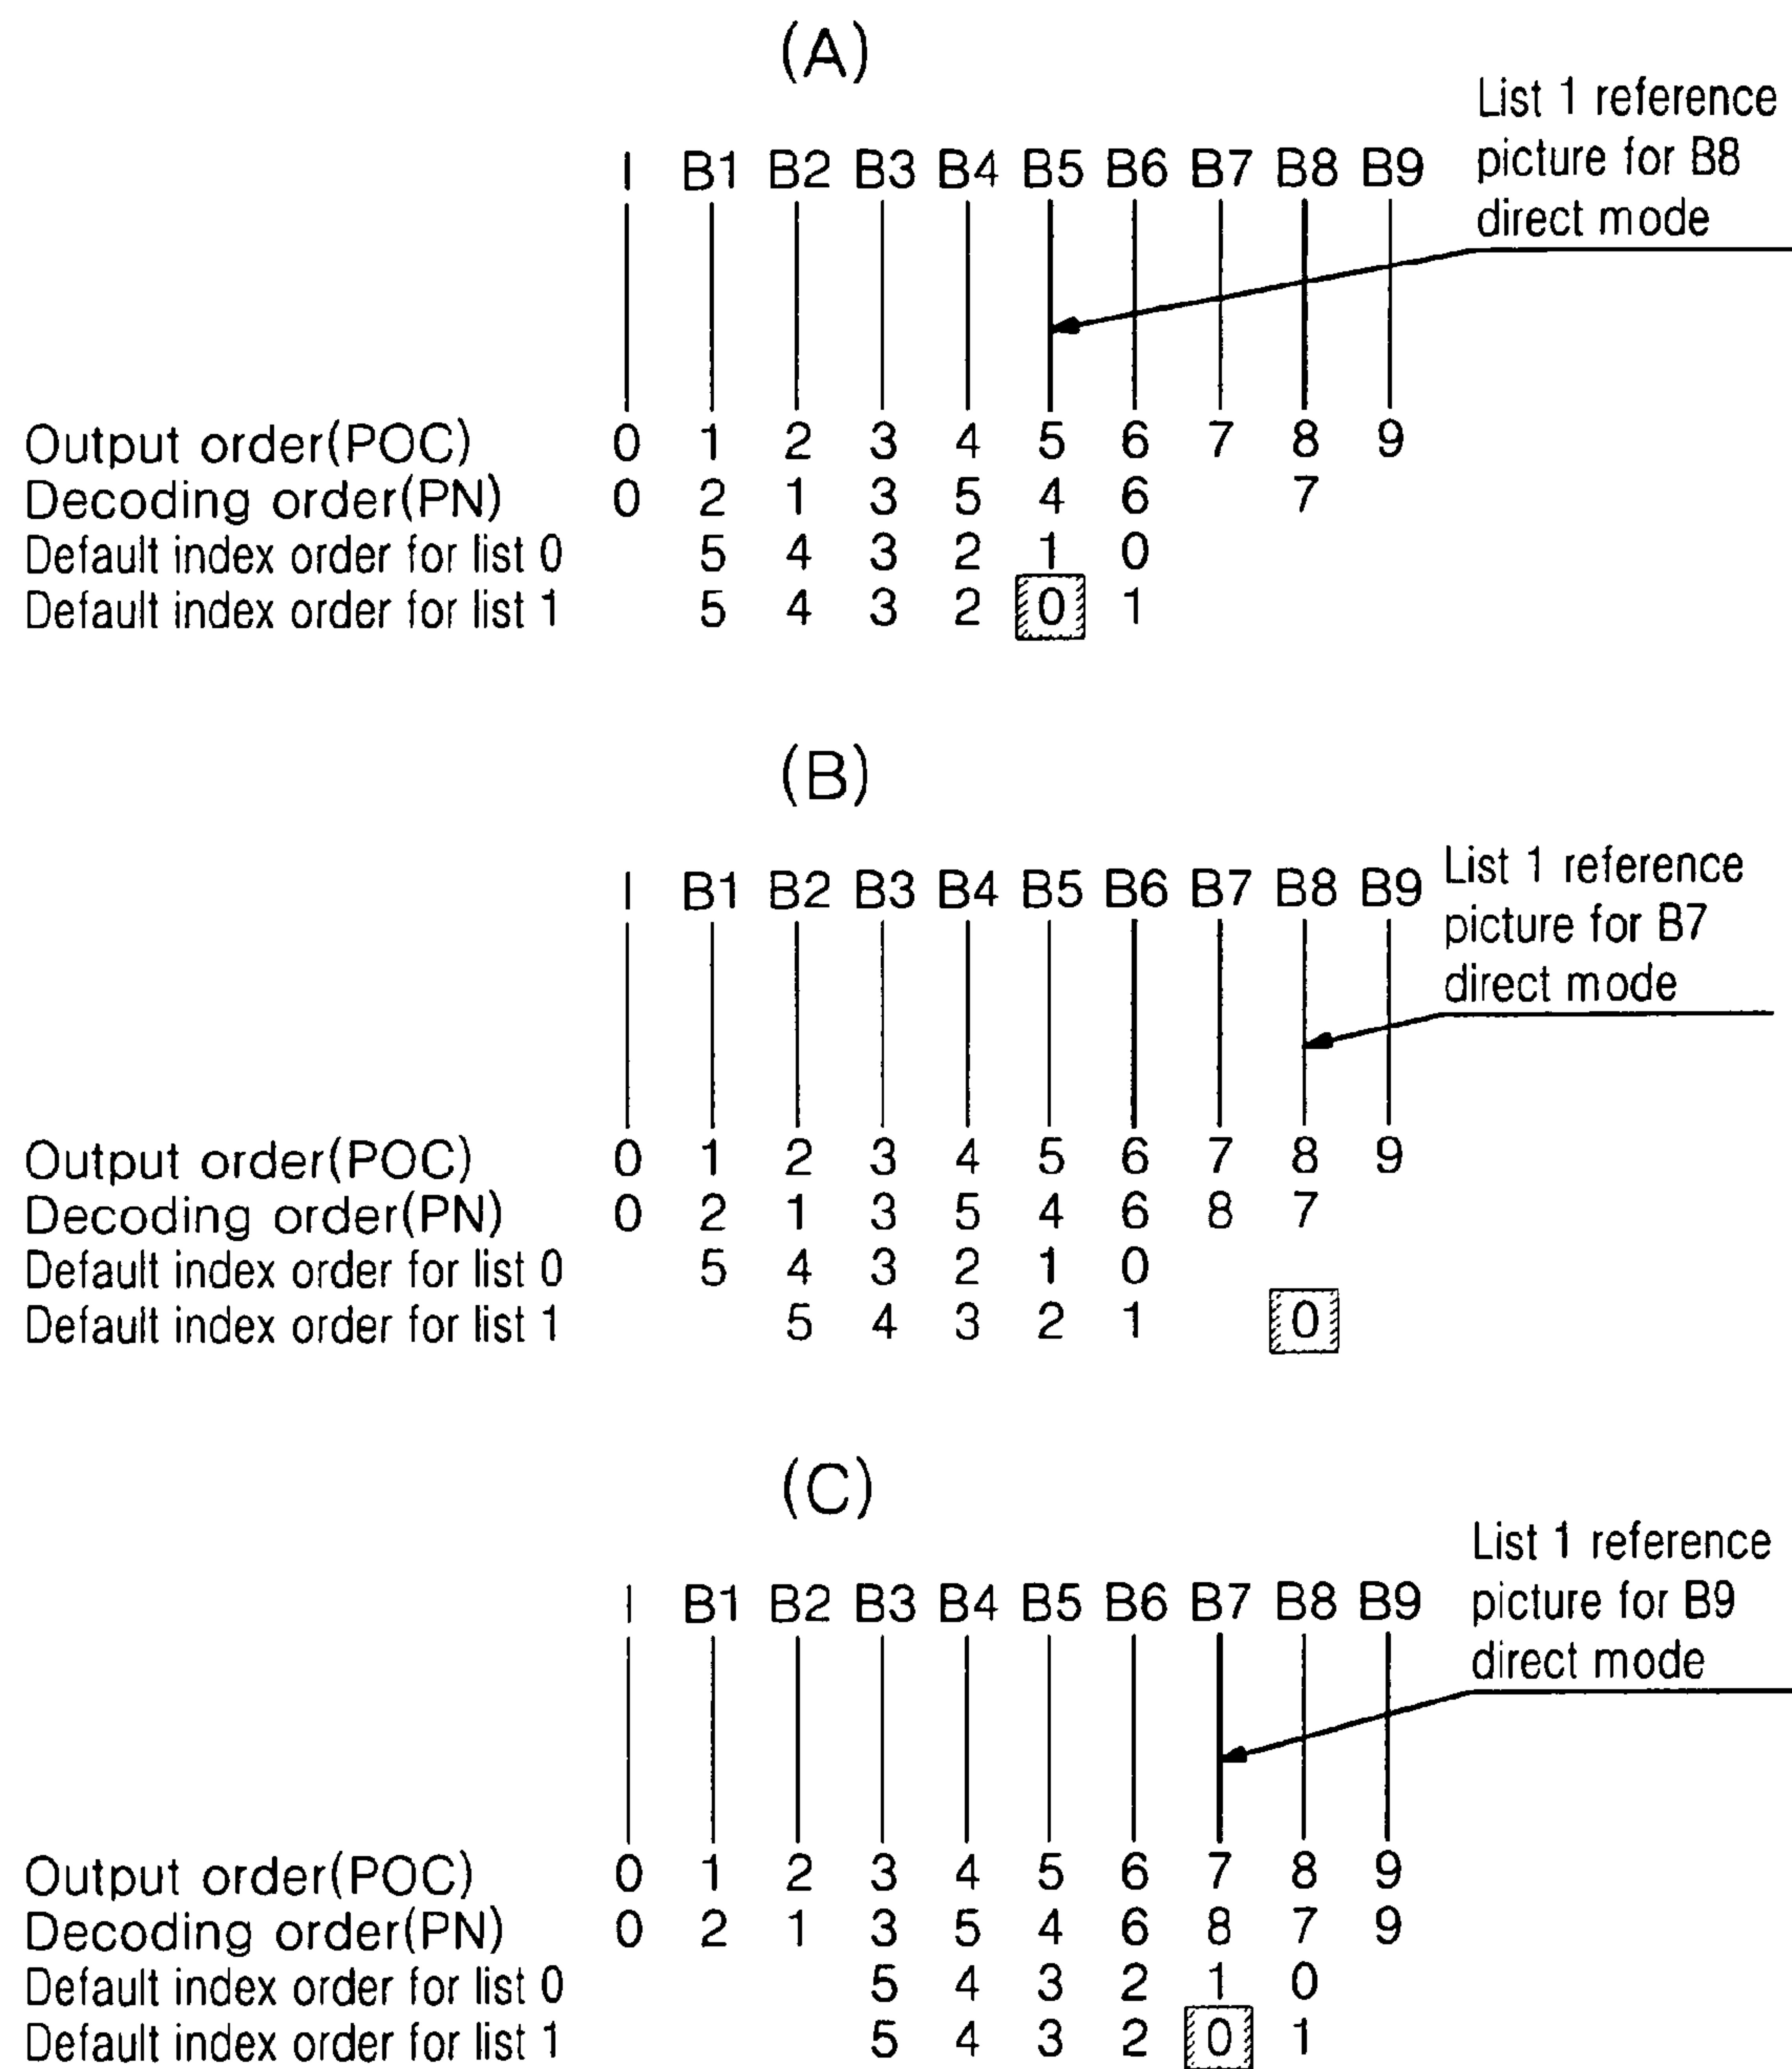 (A)
List 1 reference
picture for B8
direct mode
I B1 B2 B3 B4 B5 B6 B7 B8 B9
Output order(POC) 0 1 2 3 4 5 6 7 8 9
Decoding order(PN) 0 2 1 3 5 4 6 7
Default index order for list 0 5 4 3 2 1 0
Default index order for list 1 5 4 3 2 0 1
(B)
List 1 reference
picture for B7
direct mode
I B1 B2 B3 B4 B5 B6 B7 B8 B9
Output order(POC) 0 1 2 3 4 5 6 7 8 9
Decoding order(PN) 0 2 1 3 5 4 6 8 7
Default index order for list 0 5 4 3 2 1 0
Default index order for list 1 5 4 3 2 1 0
(C)
List 1 reference
picture for B9
direct mode
I B1 B2 B3 B4 B5 B6 B7 B8 B9
Output order(POC) 0 1 2 3 4 5 6 7 8 9
Decoding order(PN) 0 2 1 3 5 4 6 8 7 9
Default index order for list 0 5 4 3 2 1 0
Default index order for list 1 5 4 3 2 0 1